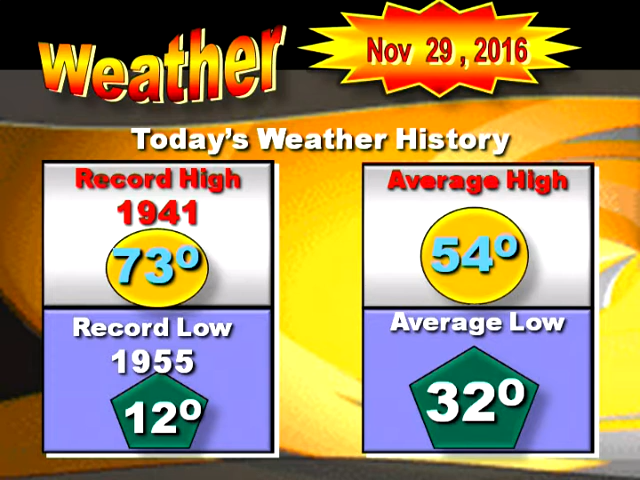 Weather
Nov 29 , 2016
Today's Weather History
Record High
1941
73º
Average High
54º
Record Low
1955
12º
Average Low
32º